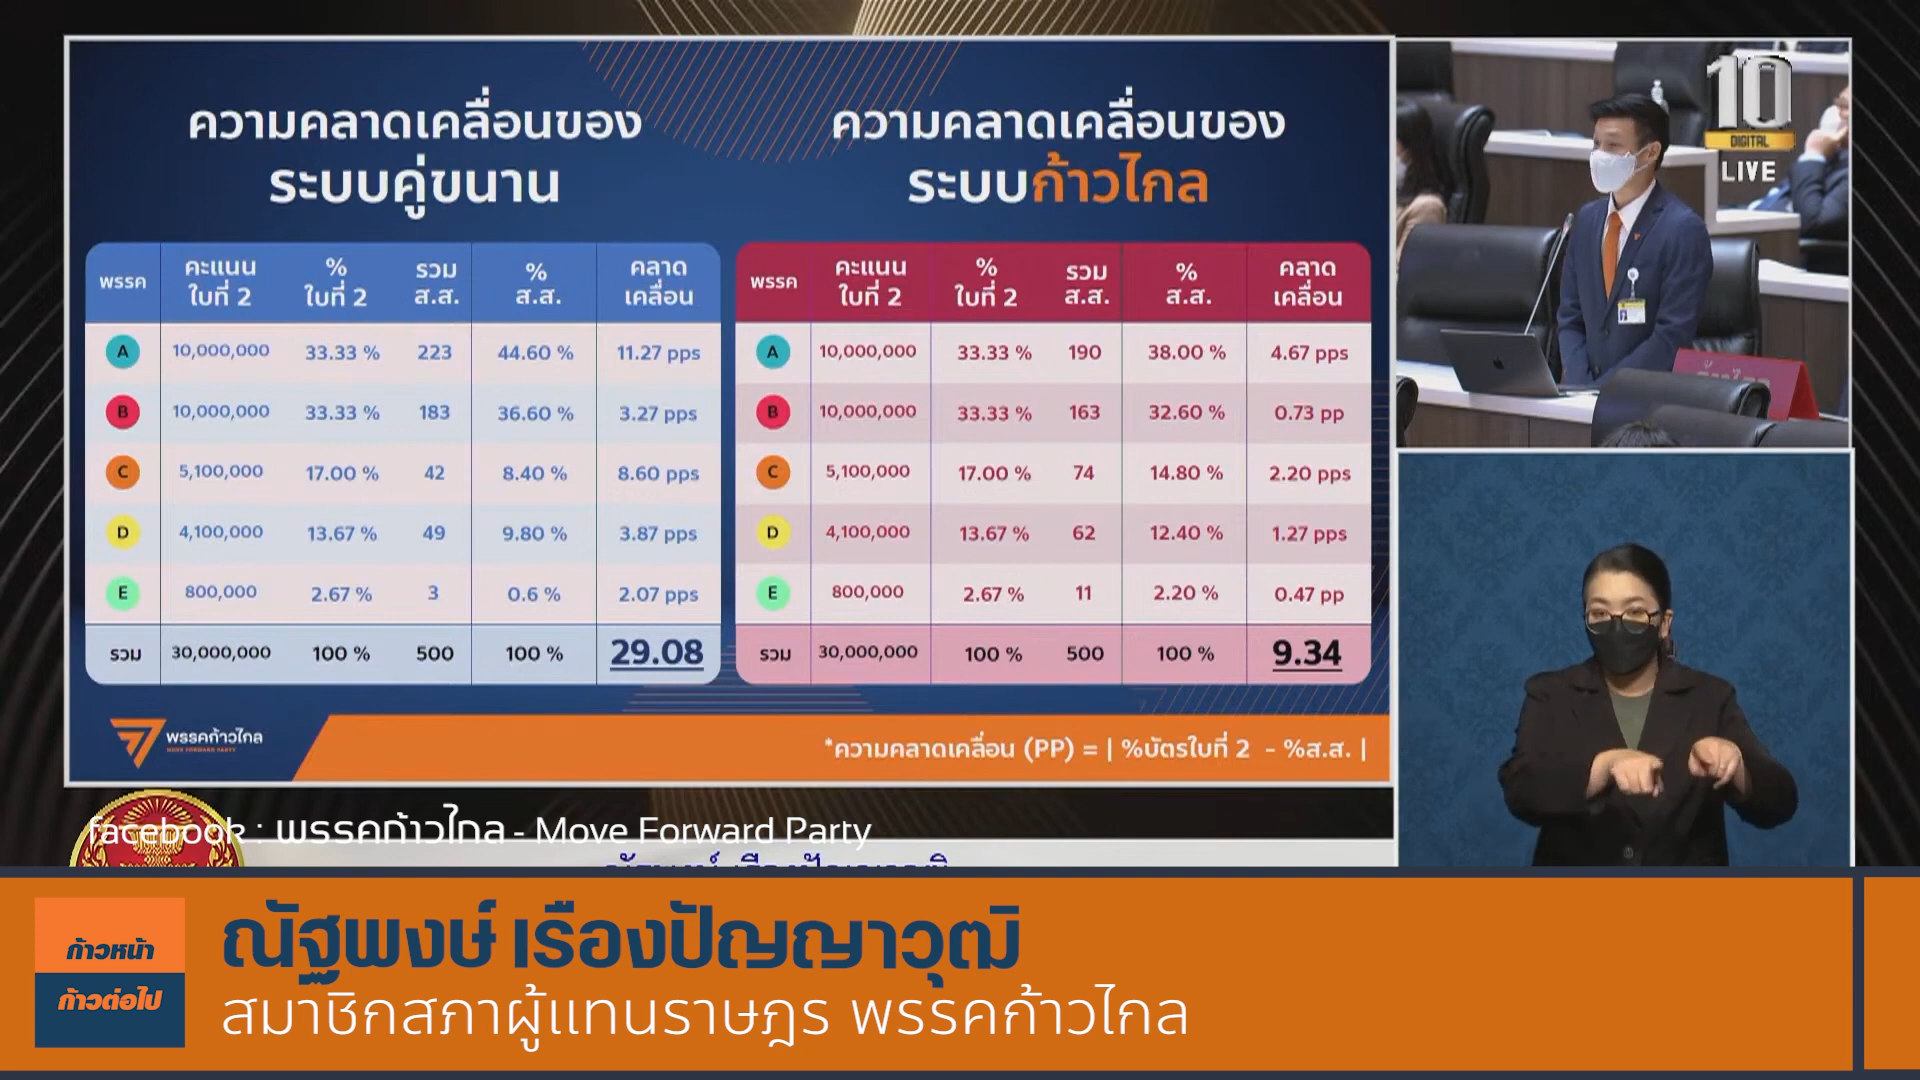 ความคลาดเคลื่อนของ
ระบบคู่ขนาน
พรรค คะแนนใบที่ 2 % ใบที่ 2 รวม ส.ส. % ส.ส. คลาดเคลื่อน
A 10,000,000 33.33 % 223 44.60 % 11.27 pps
B 10,000,000 33.33 % 183 36.60 % 3.27 pps
C 5,100,000 17.00 % 42 8.40 % 8.60 pps
D 4,100,000 13.67 % 49 9.80 % 3.87 pps
E 800,000 2.67 % 3 0.6 % 2.07 pps
รวม 30,000,000 100 % 500 100 % 29.08
ความคลาดเคลื่อนของ
ระบบก้าวไกล
พรรค คะแนนใบที่ 2 % ใบที่ 2 รวม ส.ส. % ส.ส. คลาดเคลื่อน
A 10,000,000 33.33 % 190 38.00 % 4.67 pps
B 10,000,000 33.33 % 163 32.60 % 0.73 pp
C 5,100,000 17.00 % 74 14.80 % 2.20 pps
D 4,100,000 13.67 % 62 12.40 % 1.27 pps
E 800,000 2.67 % 11 2.20 % 0.47 pp
รวม 30,000,000 100 % 500 100 % 9.34
พรรคก้าวไกล
MOVE FORWARD PARTY
*ความคลาดเคลื่อน (PP) = | %บัตรใบที่ 2 - %ส.ส. |
10
DIGITAL
LIVE
facebook : พรรคก้าวไกล - Move Forward Party
ก้าวหน้า
ก้าวต่อไป
ณัฐพงษ์ เรืองปัญญาวุฒิ
สมาชิกสภาผู้แทนราษฎร พรรคก้าวไกล